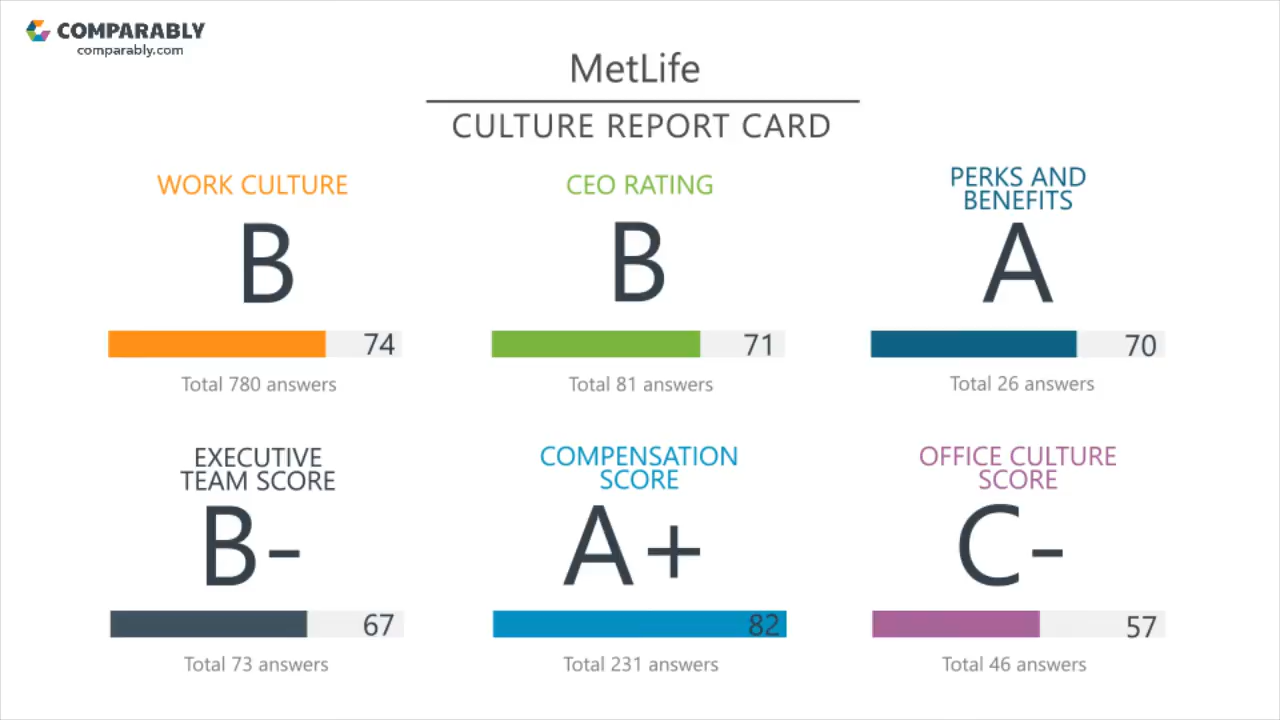 COMPARABLY
comparably.com
MetLife
CULTURE REPORT CARD
WORK CULTURE
B
74
Total 780 answers
CEO RATING
B
71
Total 81 answers
PERKS AND
BENEFITS
A
70
Total 26 answers
EXECUTIVE
TEAM SCORE
B-
67
Total 73 answers
COMPENSATION
SCORE
A+
82
Total 231 answers
OFFICE CULTURE
SCORE
C-
57
Total 46 answers